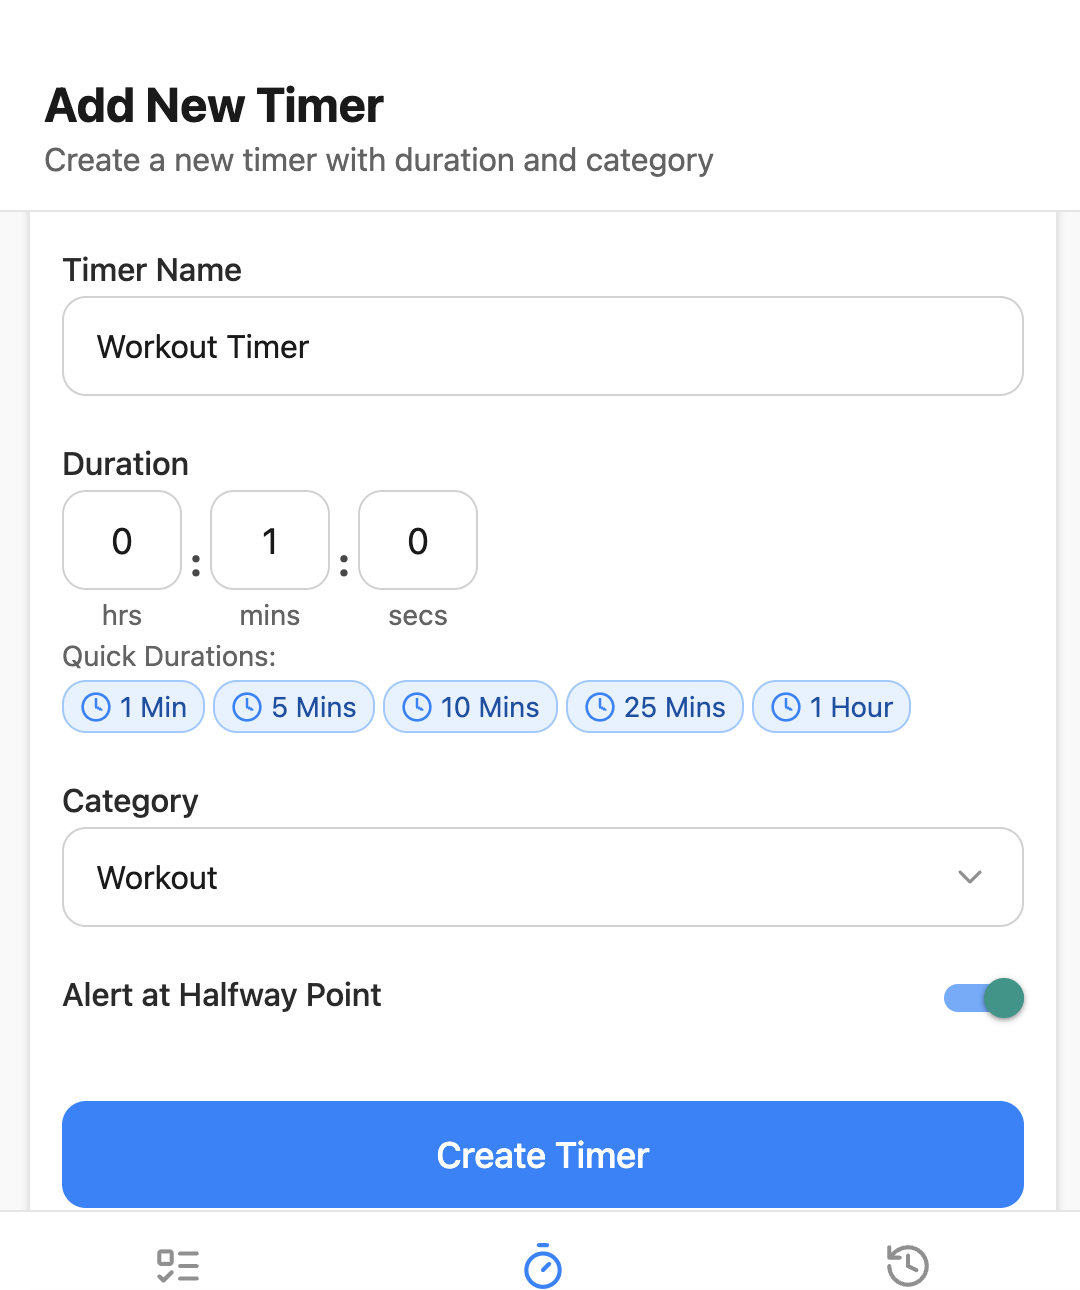 Add New Timer
Create a new timer with duration and category
Timer Name
Workout Timer
Duration
0 : 1 : 0
hrs mins secs
Quick Durations:
1 Min 5 Mins 10 Mins 25 Mins 1 Hour
Category
Workout
Alert at Halfway Point
Create Timer